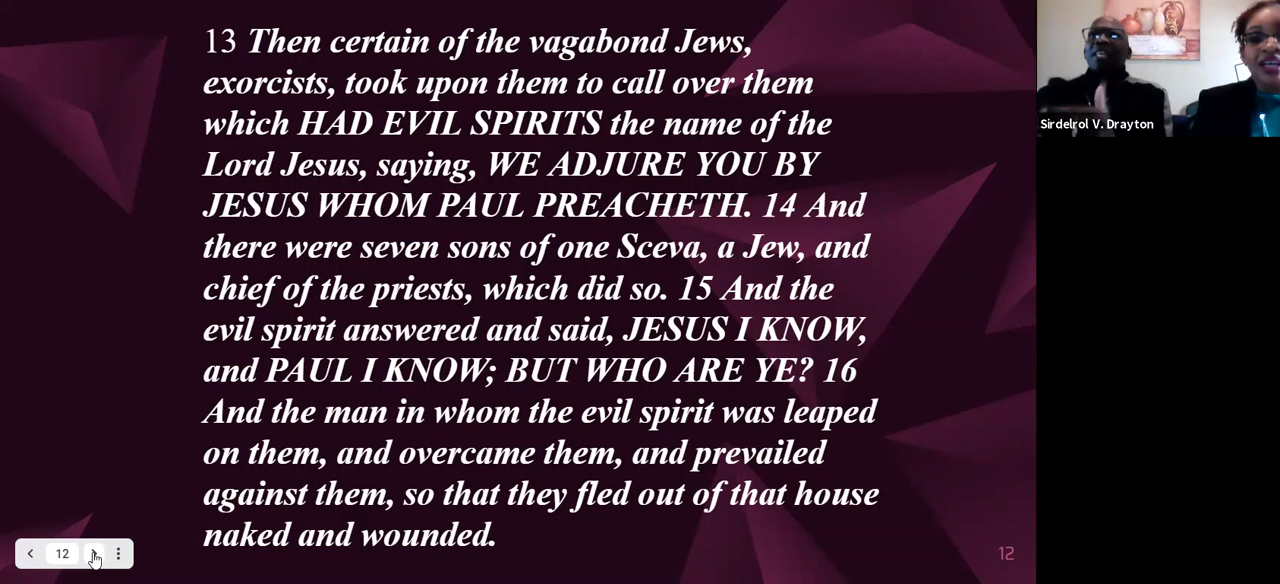 13 Then certain of the vagabond Jews,
exorcists, took upon them to call over them
which HAD EVIL SPIRITS the name of the
Lord Jesus, saying, WE ADJURE YOU BY
JESUS WHOM PAUL PREACHETH. 14 And
there were seven sons of one Sceva, a Jew, and
chief of the priests, which did so. 15 And the
evil spirit answered and said, JESUS I KNOW,
and PAUL I KNOW; BUT WHO ARE YE? 16
And the man in whom the evil spirit was leaped
on them, and overcame them, and prevailed
against them, so that they fled out of that house
naked and wounded.
12
12
Sirdelrol V. Drayton